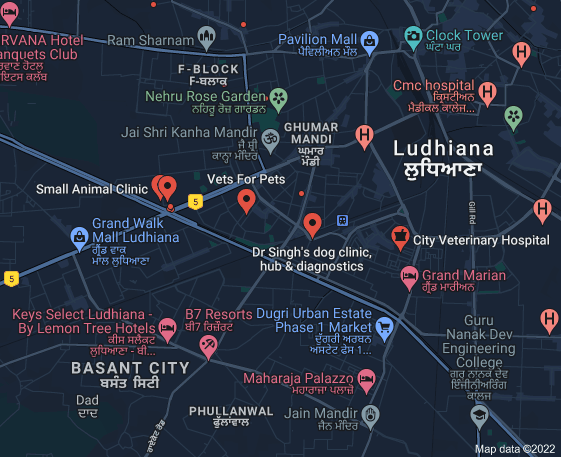 RVANA Hotel
anquets Club
Ram Sharnam
Pavilion Mall
ਪੈਵਿਲੀਅਨ ਮੌਲ
Clock Tower
ਘੰਟਾ ਘਰ
F-BLOCK
F-ਬਲਾਕ
Nehru Rose Garden
ਨਹਿਰੂ ਰੋਜ਼ ਗਾਰਡਨ
Cmc hospital
ਕ੍ਰਿਸਚੀਅਨ
ਮੈਡੀਕਲ ਕਾਲਜ...
Jai Shri Kanha Mandir
ਜੈ ਸ਼੍ਰੀ
ਕਾਨ੍ਹਾ ਮੰਦਿਰ
GHUMAR
MANDI
ਘੁਮਾਰ
ਮੰਡੀ
Ludhiana
ਲੁਧਿਆਣਾ
Small Animal Clinic
Vets For Pets
5
Gill Rd
Grand Walk
Mall Ludhiana
ਗ੍ਰੈਂਡ ਵਾਕ
ਮਾਲ ਲੁਧਿਆਣਾ
Dr Singh's dog clinic,
hub & diagnostics
City Veterinary Hospital
5
Grand Marian
ਗ੍ਰੈਂਡ ਮਾਰੀਅਨ
Keys Select Ludhiana -
By Lemon Tree Hotels
ਕੀਸ ਸਲੈਕਟ
ਲੁਧਿਆਣਾ - ਬੀ...
B7 Resorts
ਬੀ7 ਰਿਜ਼ੌਰਟ
Dugri Urban Estate
Phase 1 Market
ਦੁੱਗਰੀ ਅਰਬਨ
ਅਸਟੇਟ ਫੇਸ 1...
Guru
Nanak Dev
Engineering
College
ਗੁਰੂ ਨਾਨਕ ਦੇਵ
ਇੰਜੀਨੀਅਰਿੰਗ
ਕਾਲਜ
BASANT CITY
ਬਸੰਤ ਸਿਟੀ
Maharaja Palazzo
ਮਹਾਰਾਜਾ ਪਲਾਜ਼ੋ
Dad
ਦਾਦ
PHULLANWAL
ਫੁੱਲਾਂਵਾਲ
Jain Mandir
ਜੈਨ ਮੰਦਿਰ
Map data ©2022